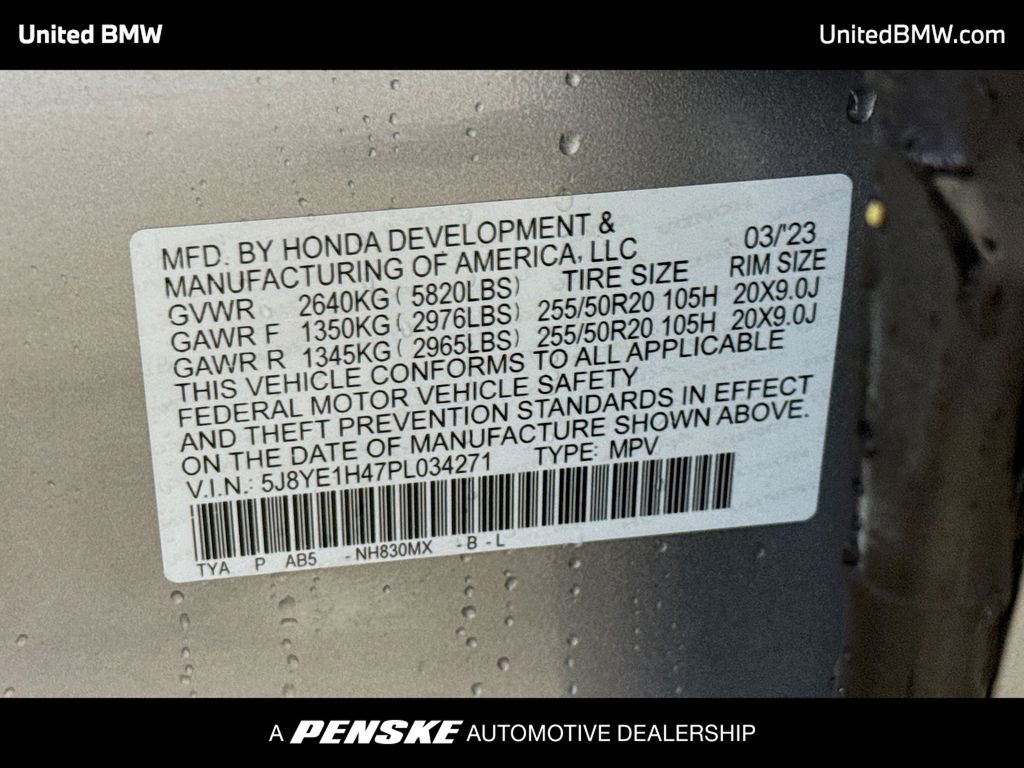 United BMW
UnitedBMW.com
MFD. BY HONDA DEVELOPMENT & 03/'23
MANUFACTURING OF AMERICA, LLC
TIRE SIZE RIM SIZE
GVWR 2640KG ( 5820LBS)
GAWR F 1350KG ( 2976LBS) 255/50R20 105H 20X9.0J
GAWR R 1345KG ( 2965LBS) 255/50R20 105H 20X9.0J
THIS VEHICLE CONFORMS TO ALL APPLICABLE
FEDERAL MOTOR VEHICLE SAFETY
AND THEFT PREVENTION STANDARDS IN EFFECT
ON THE DATE OF MANUFACTURE SHOWN ABOVE.
V.I.N.: 5J8YE1H47PL034271 TYPE: MPV
TYA P AB5 - NH830MX - B - L
A PENSKE AUTOMOTIVE DEALERSHIP